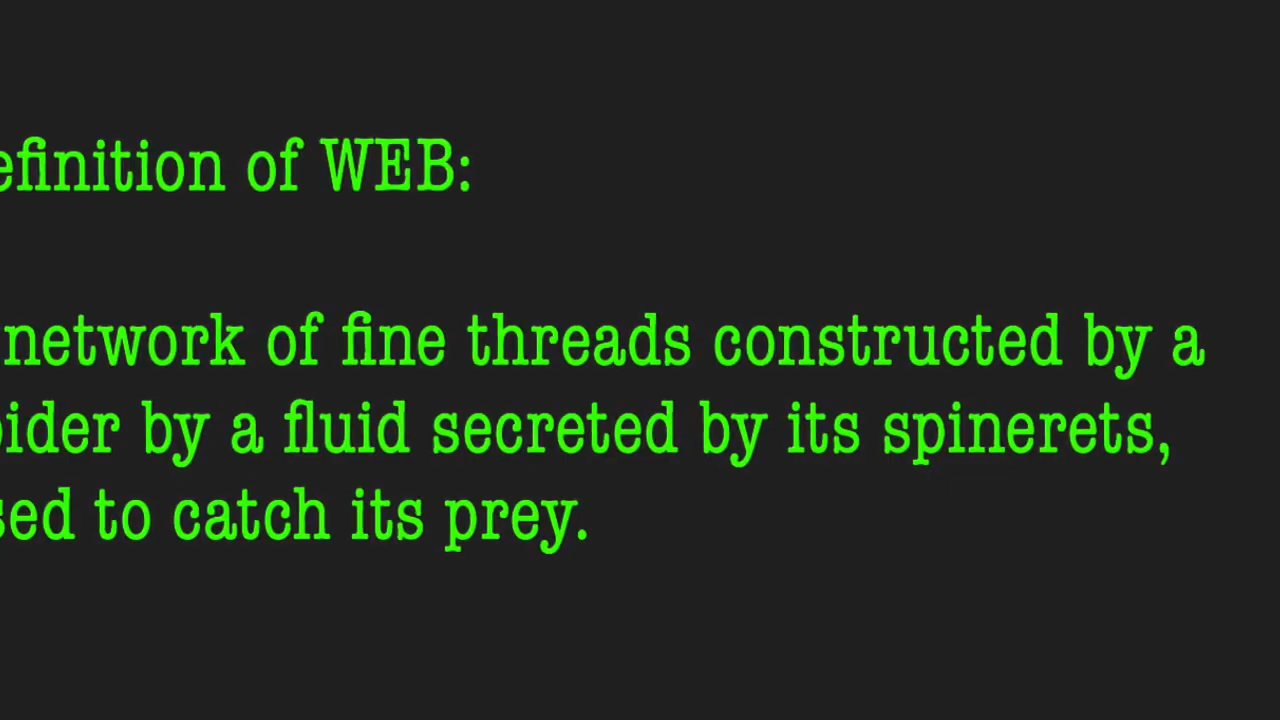 efinition of WEB:
network of fine threads constructed by a
ider by a fluid secreted by its spinerets,
sed to catch its prey.